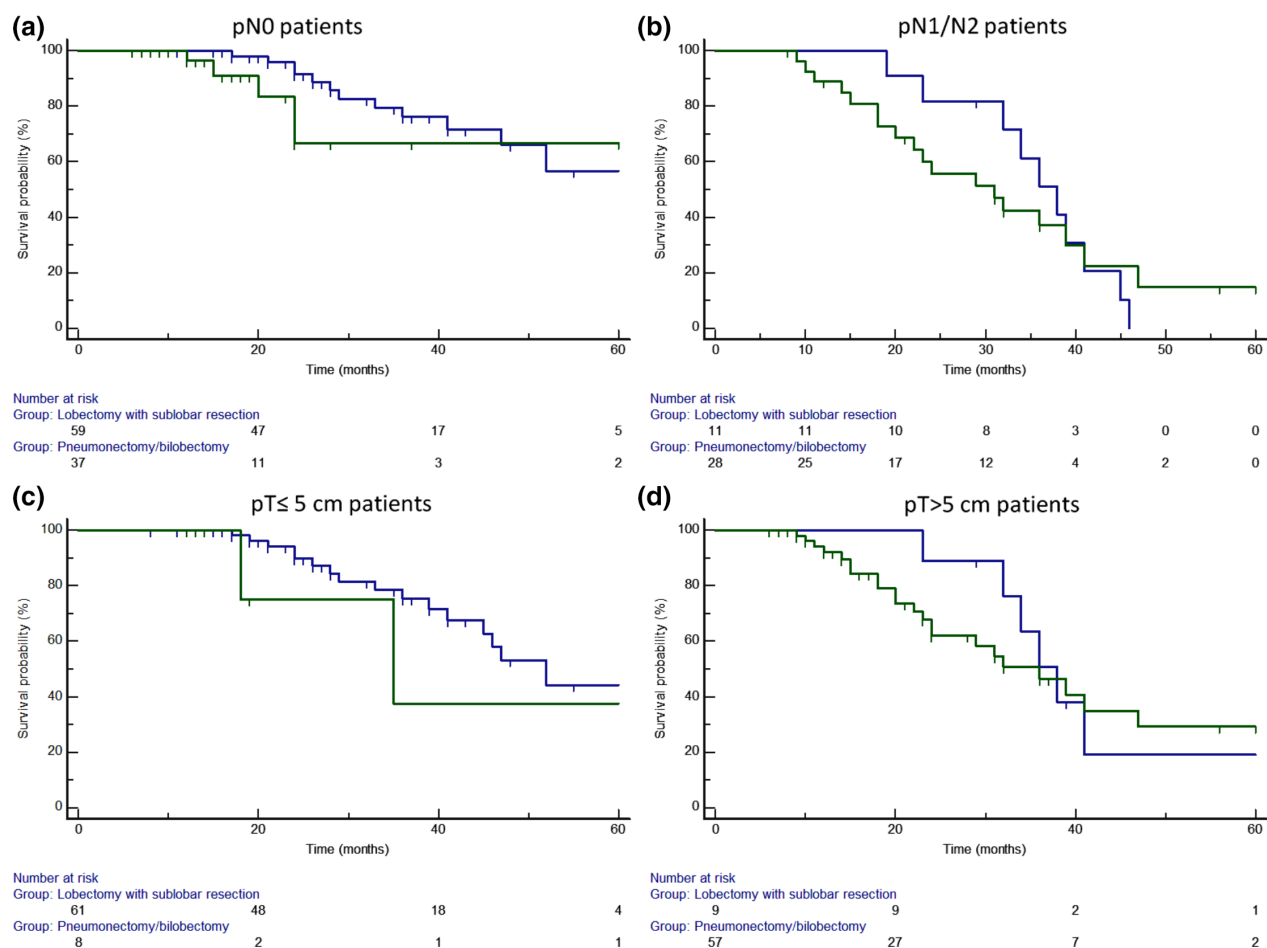 (a) pN0 patients
Survival probability (%)
100
80
60
40
20
0
0 20 40 60
Time (months)
Number at risk
Group: Lobectomy with sublobar resection
59 47 17 5
Group: Pneumonectomy/bilobectomy
37 11 3 2
(b) pN1/N2 patients
Survival probability (%)
100
80
60
40
20
0
0 10 20 30 40 50 60
Time (months)
Number at risk
Group: Lobectomy with sublobar resection
11 11 10 8 3 0 0
Group: Pneumonectomy/bilobectomy
28 25 17 12 4 2 0
(c) pT≤ 5 cm patients
Survival probability (%)
100
80
60
40
20
0
0 20 40 60
Time (months)
Number at risk
Group: Lobectomy with sublobar resection
61 48 18 4
Group: Pneumonectomy/bilobectomy
8 2 1 1
(d) pT>5 cm patients
Survival probability (%)
100
80
60
40
20
0
0 20 40 60
Time (months)
Number at risk
Group: Lobectomy with sublobar resection
9 9 2 1
Group: Pneumonectomy/bilobectomy
57 27 7 2